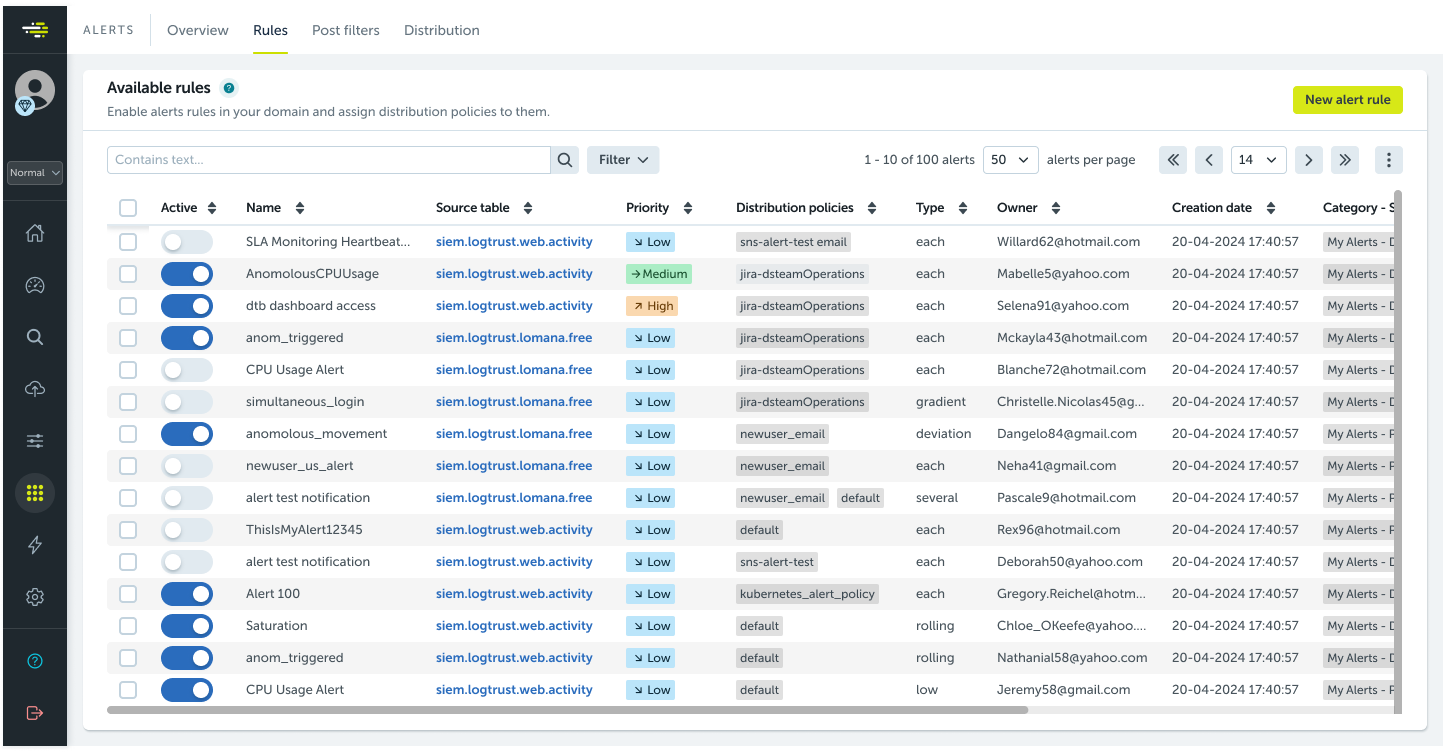 ALERTS Overview Rules Post filters Distribution
Available rules ?
Enable alerts rules in your domain and assign distribution policies to them.
New alert rule
Normal
Contains text... Filter 1 - 10 of 100 alerts 50 alerts per page 14
Active Name Source table Priority Distribution policies Type Owner Creation date Category - S
SLA Monitoring Heartbeat... siem.logtrust.web.activity Low sns-alert-test email each Willard62@hotmail.com 20-04-2024 17:40:57 My Alerts - D
AnomolousCPUUsage siem.logtrust.web.activity Medium jira-dsteamOperations each Mabelle5@yahoo.com 20-04-2024 17:40:57 My Alerts - D
dtb dashboard access siem.logtrust.web.activity High jira-dsteamOperations each Selena91@yahoo.com 20-04-2024 17:40:57 My Alerts - D
anom_triggered siem.logtrust.lomana.free Low jira-dsteamOperations each Mckayla43@hotmail.com 20-04-2024 17:40:57 My Alerts - D
CPU Usage Alert siem.logtrust.lomana.free Low jira-dsteamOperations each Blanche72@hotmail.com 20-04-2024 17:40:57 My Alerts - D
simultaneous_login siem.logtrust.lomana.free Low jira-dsteamOperations gradient Christelle.Nicolas45@g... 20-04-2024 17:40:57 My Alerts - D
anomolous_movement siem.logtrust.lomana.free Low newuser_email deviation Dangelo84@gmail.com 20-04-2024 17:40:57 My Alerts - P
newuser_us_alert siem.logtrust.lomana.free Low newuser_email each Neha41@gmail.com 20-04-2024 17:40:57 My Alerts - P
alert test notification siem.logtrust.lomana.free Low newuser_email default several Pascale9@hotmail.com 20-04-2024 17:40:57 My Alerts - P
ThisIsMyAlert12345 siem.logtrust.web.activity Low default each Rex96@hotmail.com 20-04-2024 17:40:57 My Alerts - P
alert test notification siem.logtrust.web.activity Low sns-alert-test each Deborah50@yahoo.com 20-04-2024 17:40:57 My Alerts - D
Alert 100 siem.logtrust.web.activity Low kubernetes_alert_policy each Gregory.Reichel@hotm... 20-04-2024 17:40:57 My Alerts - P
Saturation siem.logtrust.web.activity Low default rolling Chloe_OKeefe@yahoo.... 20-04-2024 17:40:57 My Alerts - D
anom_triggered siem.logtrust.web.activity Low default rolling Nathanial58@yahoo.com 20-04-2024 17:40:57 My Alerts - D
CPU Usage Alert siem.logtrust.web.activity Low default low Jeremy58@gmail.com 20-04-2024 17:40:57 My Alerts - P
?